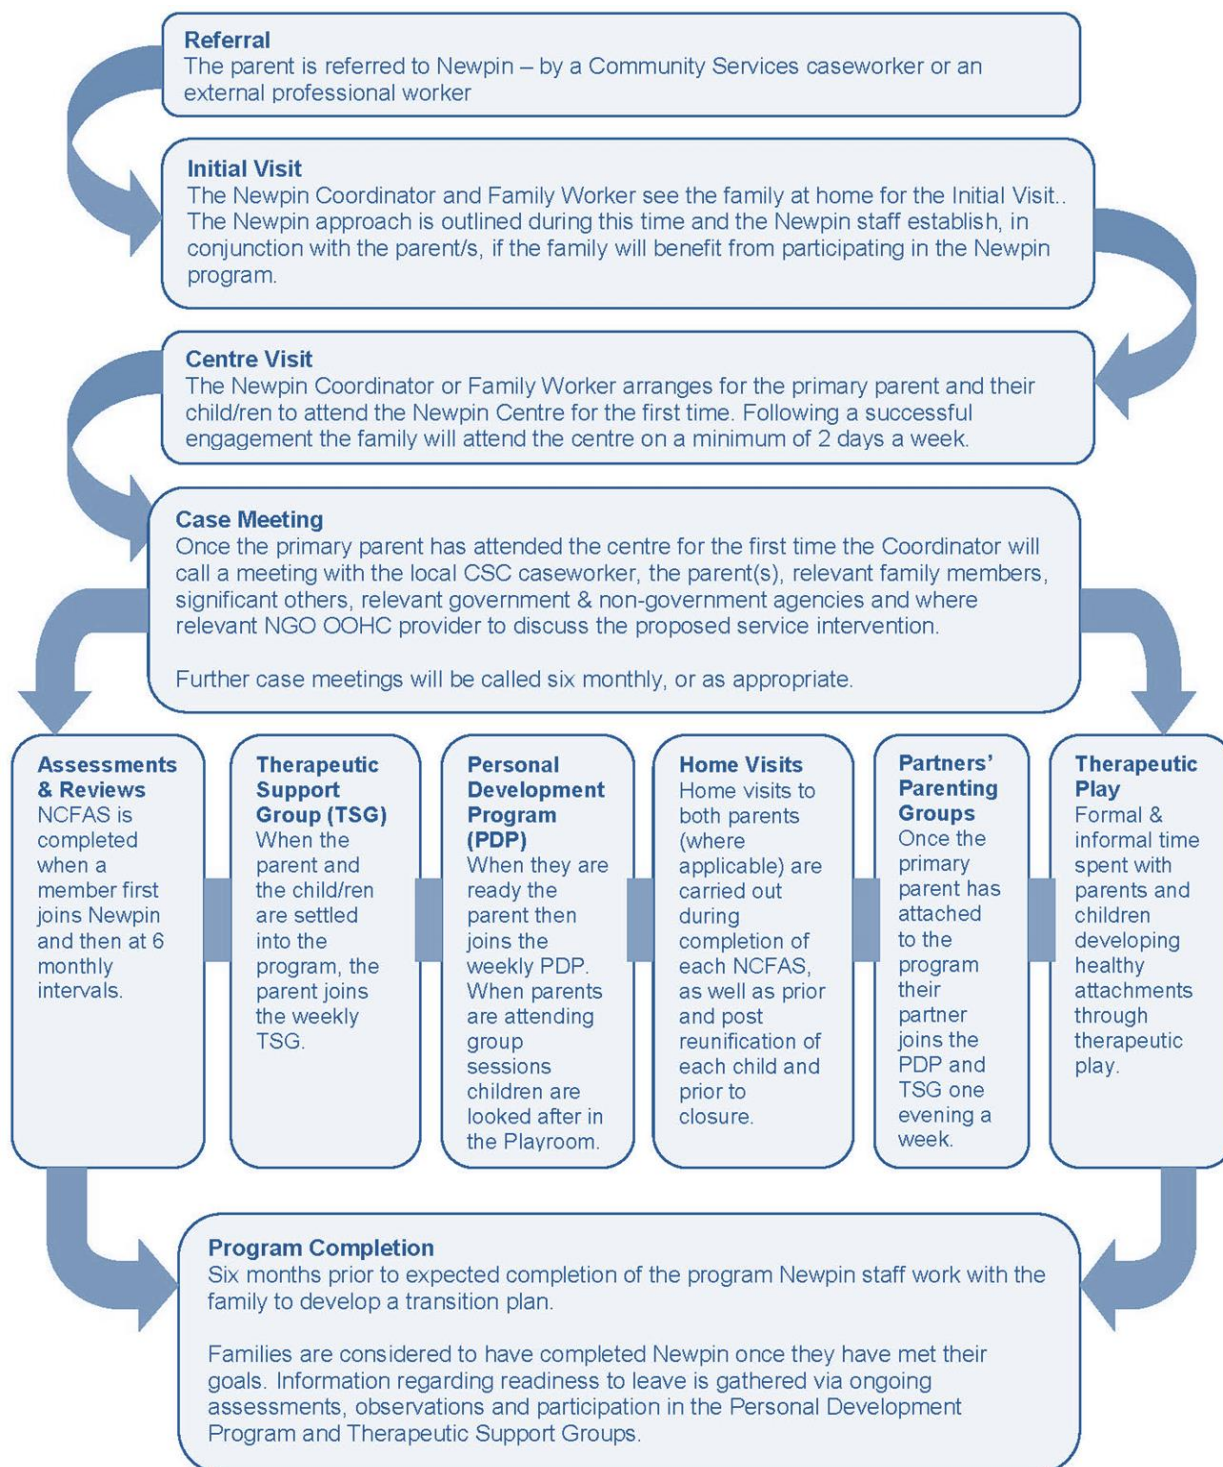 Referral
The parent is referred to Newpin – by a Community Services caseworker or an
external professional worker
Initial Visit
The Newpin Coordinator and Family Worker see the family at home for the Initial Visit..
The Newpin approach is outlined during this time and the Newpin staff establish, in
conjunction with the parent/s, if the family will benefit from participating in the Newpin
program.
Centre Visit
The Newpin Coordinator or Family Worker arranges for the primary parent and their
child/ren to attend the Newpin Centre for the first time. Following a successful
engagement the family will attend the centre on a minimum of 2 days a week.
Case Meeting
Once the primary parent has attended the centre for the first time the Coordinator will
call a meeting with the local CSC caseworker, the parent(s), relevant family members,
significant others, relevant government & non-government agencies and where
relevant NGO OOHC provider to discuss the proposed service intervention.
Further case meetings will be called six monthly, or as appropriate.
Assessments
& Reviews
NCFAS is
completed
when a
member first
joins Newpin
and then at 6
monthly
intervals.
Therapeutic
Support
Group (TSG)
When the
parent and
the child/ren
are settled
into the
program, the
parent joins
the weekly
TSG.
Personal
Development
Program
(PDP)
When they are
ready the
parent then
joins the
weekly PDP.
When parents
are attending
group
sessions
children are
looked after in
the Playroom.
Home Visits
Home visits to
both parents
(where
applicable) are
carried out
during
completion of
each NCFAS,
as well as prior
and post
reunification of
each child and
prior to
closure.
Partners'
Parenting
Groups
Once the
primary
parent has
attached
to the
program
their
partner
joins the
PDP and
TSG one
evening a
week.
Therapeutic
Play
Formal &
informal time
spent with
parents and
children
developing
healthy
attachments
through
therapeutic
play.
Program Completion
Six months prior to expected completion of the program Newpin staff work with the
family to develop a transition plan.
Families are considered to have completed Newpin once they have met their
goals. Information regarding readiness to leave is gathered via ongoing
assessments, observations and participation in the Personal Development
Program and Therapeutic Support Groups.